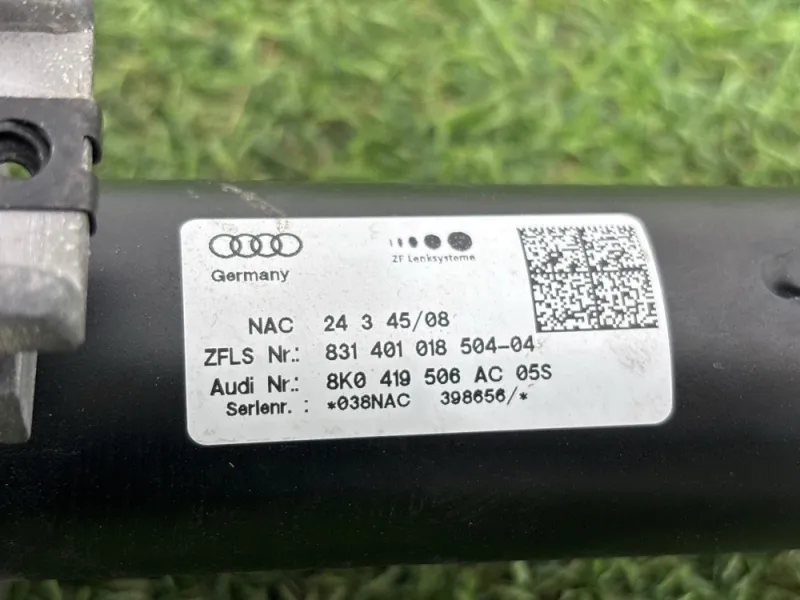 Germany
ZF Lenksysteme
NAC 24 3 45/08
ZFLS Nr.: 831 401 018 504-04
Audi Nr.: 8K0 419 506 AC 05S
Serienr. : *038NAC 398656/*